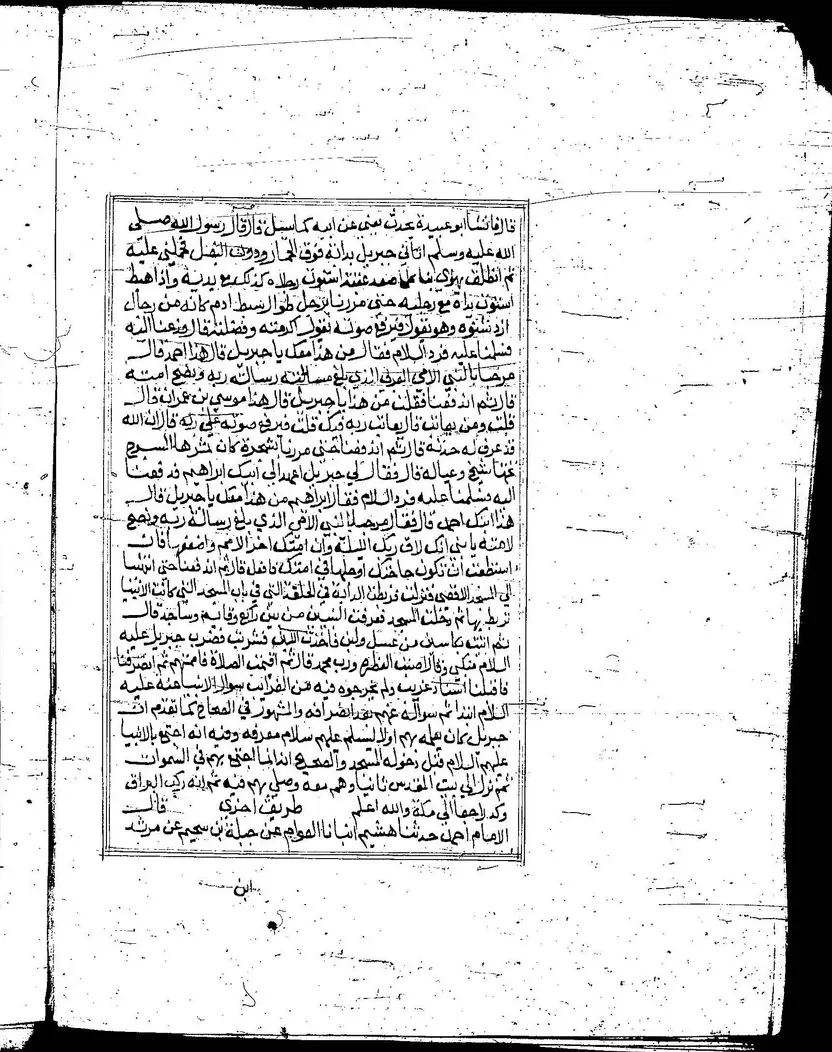 قال فانشا ابو عبيدة يحدث يعني عن ابيه كما سيل قال قال رسول الله صلى
الله عليه وسلم اتاني جبريل بدابة فوق الحمار ودون البغل فحملني عليه
ثم انطلق يهوي بنا كلما صعد عقبة استوت رجلاه كذلك مع يديه واذا هبط
استوت يداه مع رجليه حتى مررنا برجل طوال سبط ادم كانه من رجال
ازد شنوه وهو يقول فيرفع صوته يقول كرمته وفضلته قال فدفعنا اليه
فسلمنا عليه فرد السلام فقال من هذا معك يا جبريل قال هذا احمد قال
مرحبا بالنبي الامي العربي الذي بلغ رسالة ربه ونصح امته
قال ثم اندفعنا فقلت من هذا يا جبريل قال هذا موسى بن عمران قال
قلت ومن يعاتب قال يعاتب ربه فيك قلت فيرفع صوته على ربه قال ان الله
قد عرف له حدته قال ثم اندفعنا حتى مررنا بشجرة كان ثمرها السرج
تحتها شيخ وعياله قال فقال لي جبريل اعمد الى ابيك ابراهيم فدفعنا
اليه فسلمنا عليه فرد السلام فقال ابراهيم من هذا معك يا جبريل قال
هذا ابنك احمد قال فقال مرحبا بالنبي الامي الذي بلغ رسالة ربه ونصح
لامته يا بني انك لاق ربك الليلة وان امتك اخر الامم واضعفها فان
استطعت ان تكون حاجتك او جلها في امتك فافعل قال ثم اندفعنا حتى انتهينا
الى المسجد الاقصى فنزلت فربطت الدابة في الحلقة التي في باب المسجد التي كانت الانبيا
تربط بها ثم دخلت المسجد فعرفت النبيين من بين راكع وقايم وساجد قال
ثم اتيت بكاسين من عسل ولبن فاخذت اللبن فشربت فضرب جبريل عليه
السلام منكبي وقال اصبت الفطرة ورب محمد قال ثم اقيمت الصلاة فاممتهم ثم انصرفنا
فاقبلنا اسناد غريب ولم يخرجوه فيه من الغرايب سوال الانبيا عنه عليه
السلام ابتدا ثم سواله عنهم بعد انصرافه والمشهور في الصحاح كما تقدم ان
جبريل كان يعلمه بهم اولا ليسلم عليهم سلام معرفة وفيه انه اجتمع بالانبيا
عليهم السلام قبل دخوله المسجد والصحيح انه انما اجتمع بهم في السموات
ثم نزل الى بيت المقدس ثانيا وهم معه وصلى بهم فيه ثم انه ركب البراق
وكر راجعا الى مكة والله اعلم طريق اخرى قال
الامام احمد حدثنا هشيم انبانا العوام عن جبلة بن سحيم عن مرثد
ابن